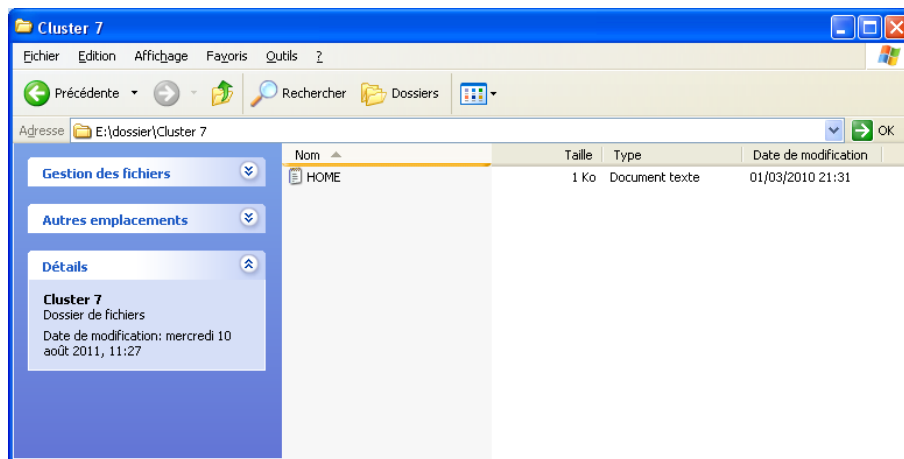 Cluster 7
Fichier Edition Affichage Favoris Outils ?
Précédente Rechercher Dossiers
Adresse E:\dossier\Cluster 7 OK
Nom Taille Type Date de modification
HOME 1 Ko Document texte 01/03/2010 21:31
Gestion des fichiers
Autres emplacements
Détails
Cluster 7
Dossier de fichiers
Date de modification: mercredi 10
août 2011, 11:27